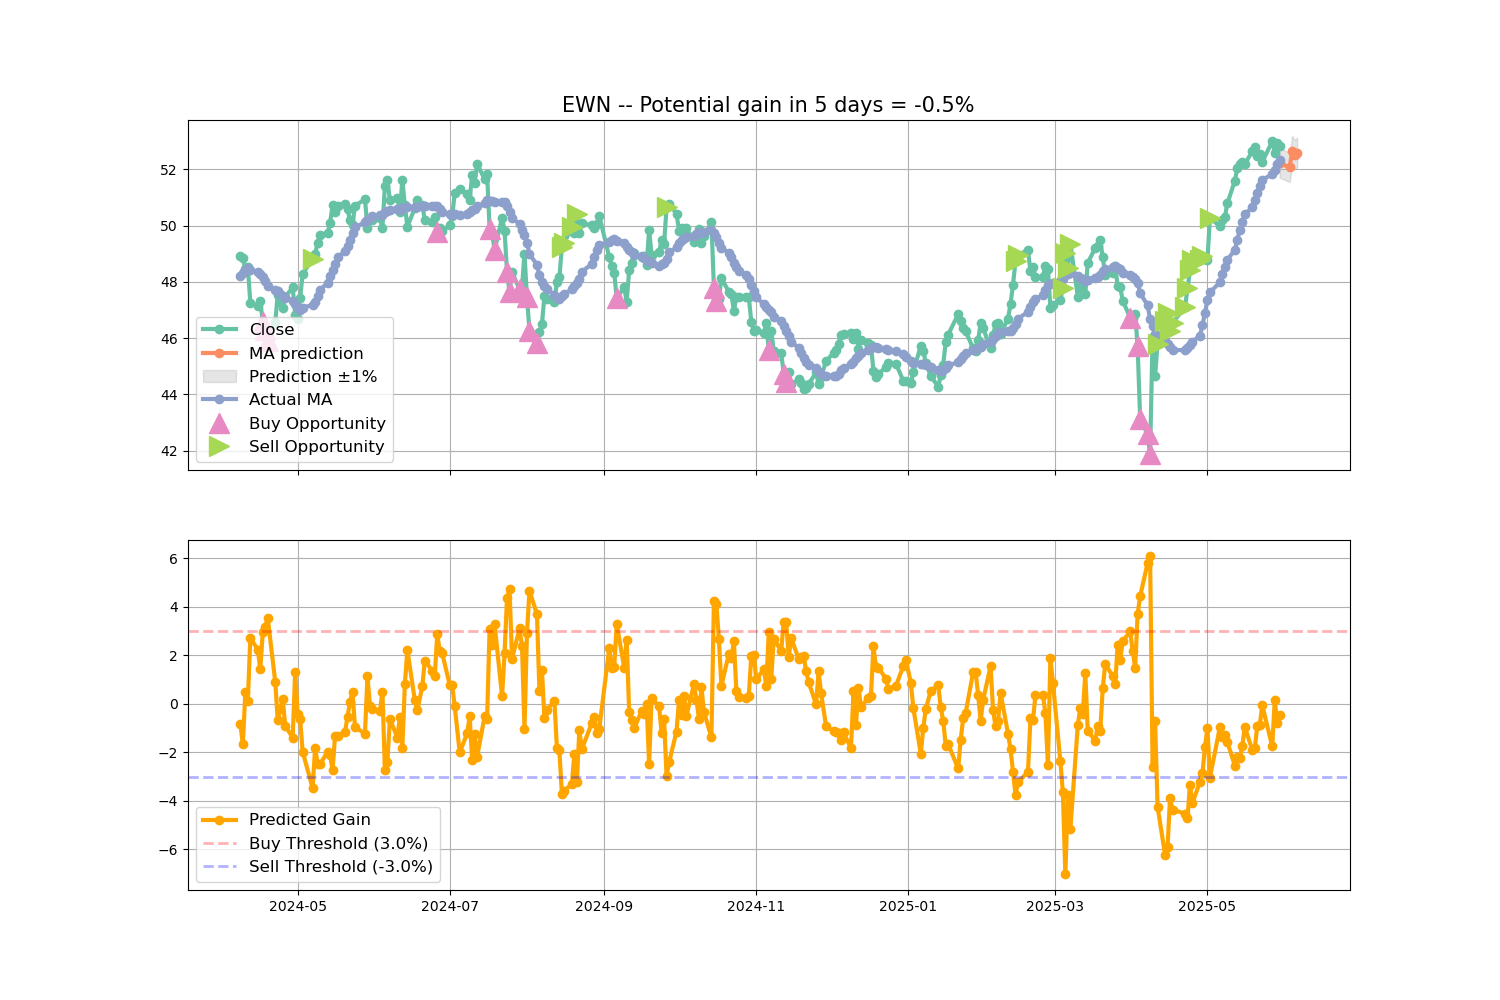 EWN -- Potential gain in 5 days = -0.5%
52
50
48
46
44
42
Close
MA prediction
Prediction ±1%
Actual MA
Buy Opportunity
Sell Opportunity
6
4
2
0
−2
−4
−6
Predicted Gain
Buy Threshold (3.0%)
Sell Threshold (-3.0%)
2024-05 2024-07 2024-09 2024-11 2025-01 2025-03 2025-05